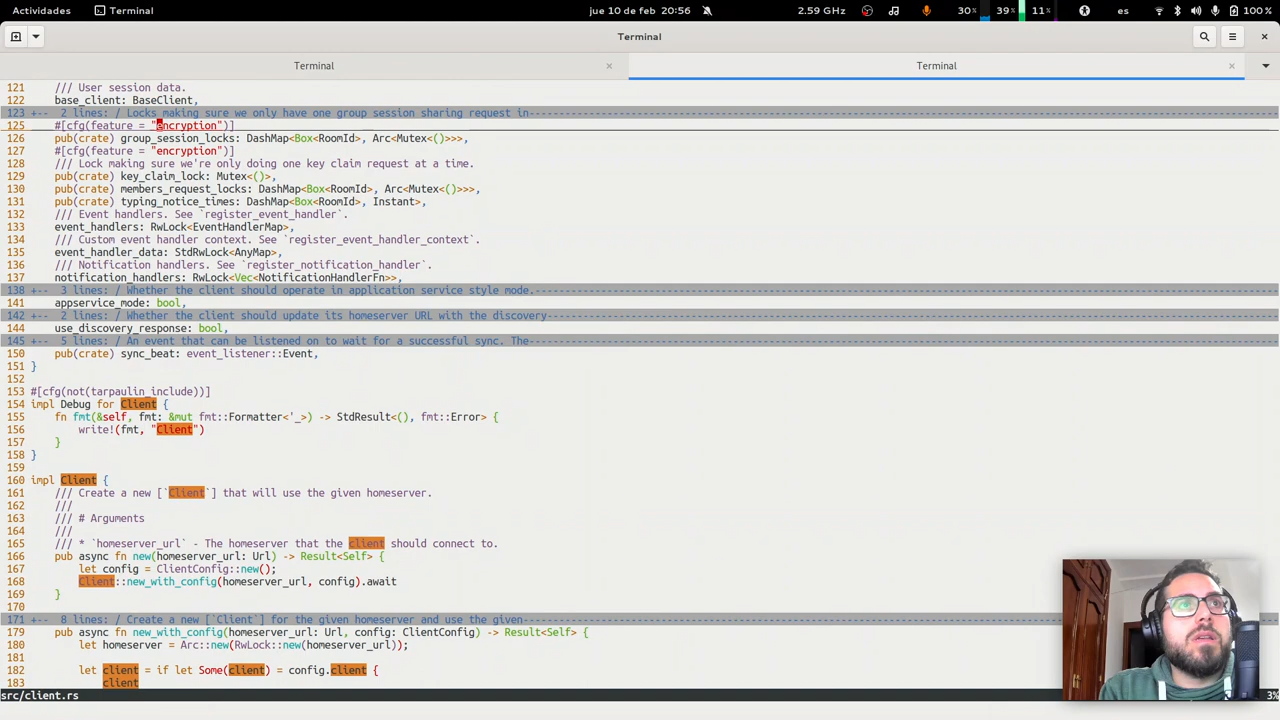 Actividades
Terminal
jue 10 de feb 20:56
2.59 GHz
30%
39%
11%
es
100 %
Terminal
Terminal
Terminal
121 /// User session data.
122 base_client: BaseClient,
123 +-- 2 lines: / Locks making sure we only have one group session sharing request in
125 #[cfg(feature = "encryption")]
126 pub(crate) group_session_locks: DashMap<Box<RoomId>, Arc<Mutex<()>>>,
127 #[cfg(feature = "encryption")]
128 /// Lock making sure we're only doing one key claim request at a time.
129 pub(crate) key_claim_lock: Mutex<()>,
130 pub(crate) members_request_locks: DashMap<Box<RoomId>, Arc<Mutex<()>>>,
131 pub(crate) typing_notice_times: DashMap<Box<RoomId>, Instant>,
132 /// Event handlers. See `register_event_handler`.
133 event_handlers: RwLock<EventHandlerMap>,
134 /// Custom event handler context. See `register_event_handler_context`.
135 event_handler_data: StdRwLock<AnyMap>,
136 /// Notification handlers. See `register_notification_handler`.
137 notification_handlers: RwLock<Vec<NotificationHandlerFn>>,
138 +-- 3 lines: / Whether the client should operate in application service style mode.
141 appservice_mode: bool,
142 +-- 2 lines: / Whether the client should update its homeserver URL with the discovery
144 use_discovery_response: bool,
145 +-- 5 lines: / An event that can be listened on to wait for a successful sync. The
150 pub(crate) sync_beat: event_listener::Event,
151 }
152
153 #[cfg(not(tarpaulin_include))]
154 impl Debug for Client {
155 fn fmt(&self, fmt: &mut fmt::Formatter<'_>) -> StdResult<(), fmt::Error> {
156 write!(fmt, "Client")
157 }
158 }
159
160 impl Client {
161 /// Create a new [`Client`] that will use the given homeserver.
162 ///
163 /// # Arguments
164 ///
165 /// * `homeserver_url` - The homeserver that the client should connect to.
166 pub async fn new(homeserver_url: Url) -> Result<Self> {
167 let config = ClientConfig::new();
168 Client::new_with_config(homeserver_url, config).await
169 }
170
171 +-- 8 lines: / Create a new [`Client`] for the given homeserver and use the given
179 pub async fn new_with_config(homeserver_url: Url, config: ClientConfig) -> Result<Self> {
180 let homeserver = Arc::new(RwLock::new(homeserver_url));
181
182 let client = if let Some(client) = config.client {
183 client
src/client.rs
3%